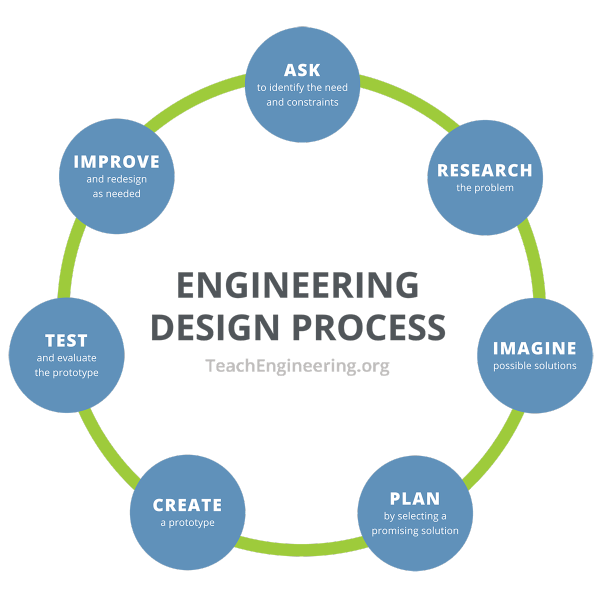 ASK
to identify the need
and constraints
RESEARCH
the problem
IMAGINE
possible solutions
PLAN
by selecting a
promising solution
CREATE
a prototype
TEST
and evaluate
the prototype
IMPROVE
and redesign
as needed
ENGINEERING
DESIGN PROCESS
TeachEngineering.org